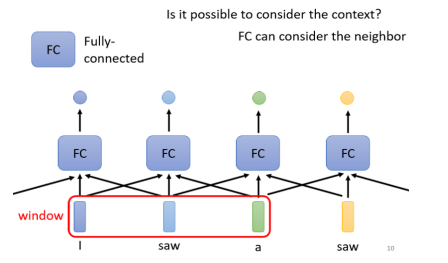 Is it possible to consider the context?
FC can consider the neighbor
FC
Fully-
connected
FC
FC
FC
FC
window
I
saw
a
saw
10